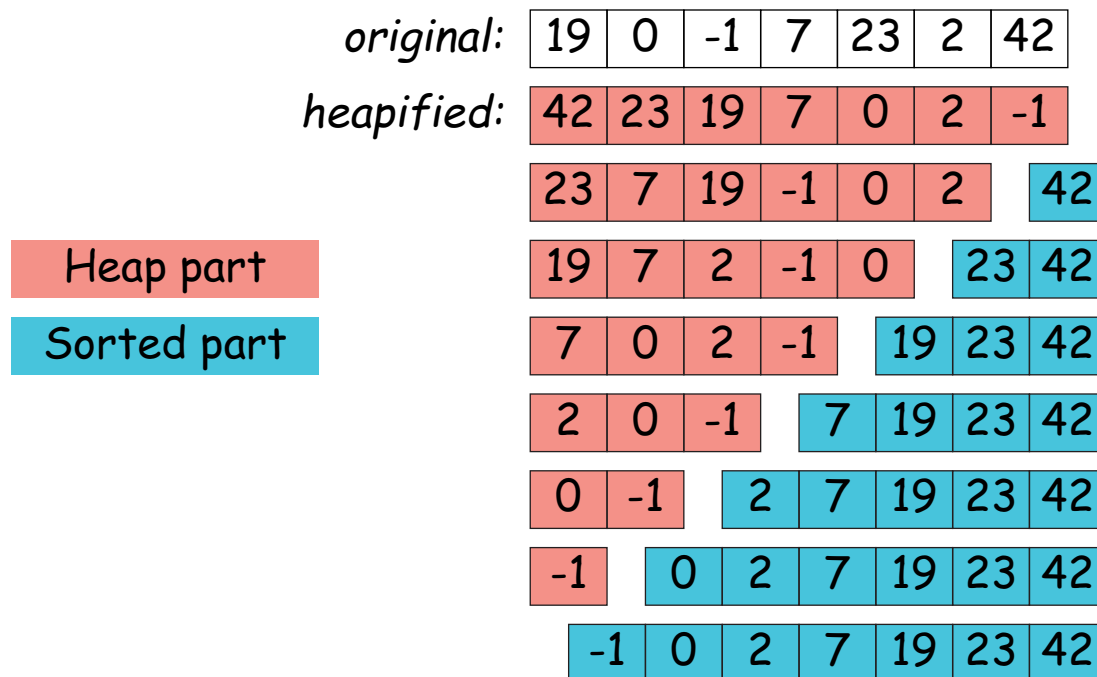 original: 19 0 -1 7 23 2 42
heapified: 42 23 19 7 0 2 -1
23 7 19 -1 0 2 42
Heap part 19 7 2 -1 0 23 42
Sorted part 7 0 2 -1 19 23 42
2 0 -1 7 19 23 42
0 -1 2 7 19 23 42
-1 0 2 7 19 23 42
-1 0 2 7 19 23 42